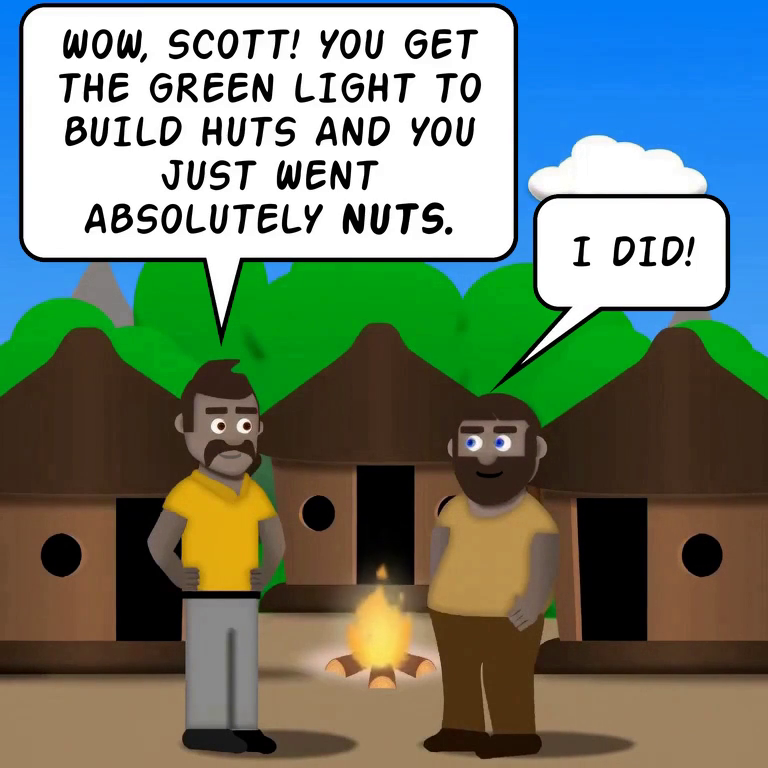 WOW, SCOTT! YOU GET
THE GREEN LIGHT TO
BUILD HUTS AND YOU
JUST WENT
ABSOLUTELY NUTS.
I DID!